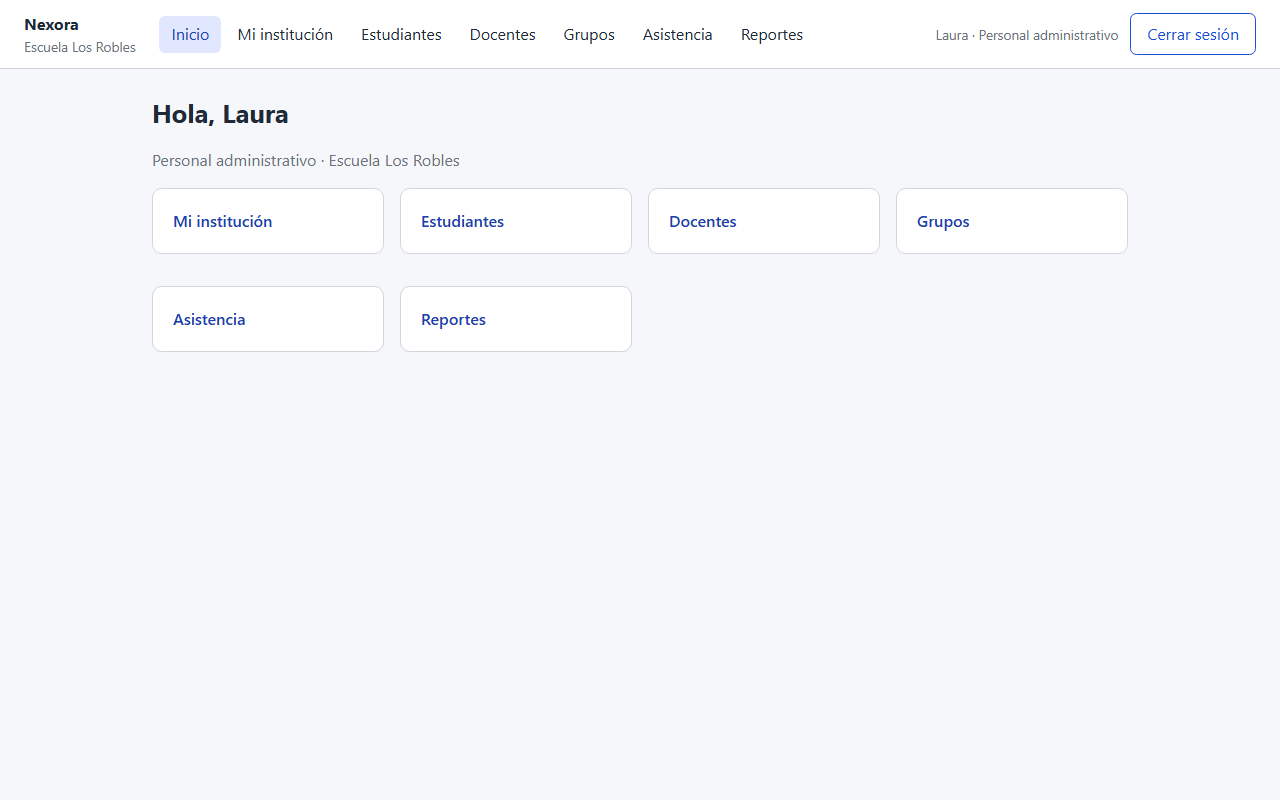 Nexora
Escuela Los Robles
Inicio
Mi institución
Estudiantes
Docentes
Grupos
Asistencia
Reportes
Laura · Personal administrativo
Cerrar sesión
Hola, Laura
Personal administrativo · Escuela Los Robles
Mi institución
Estudiantes
Docentes
Grupos
Asistencia
Reportes